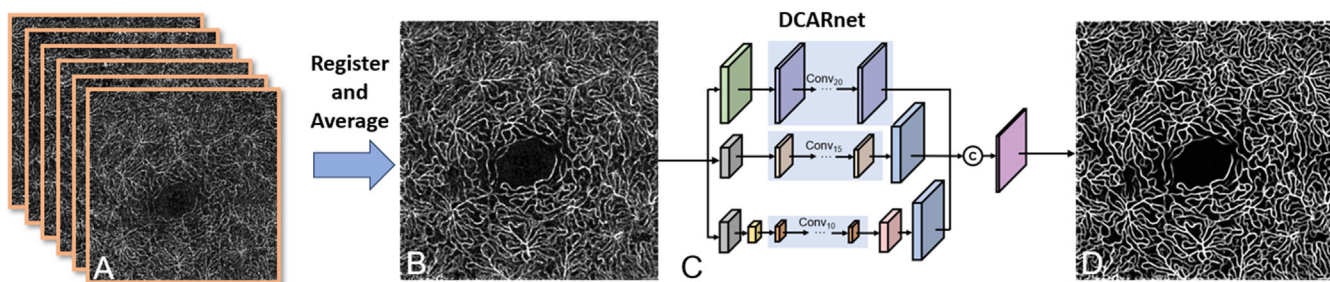 DCARnet
Register
and
Average
Conv20
...
Conv15
...
C
Conv10
...
A
B
C
D